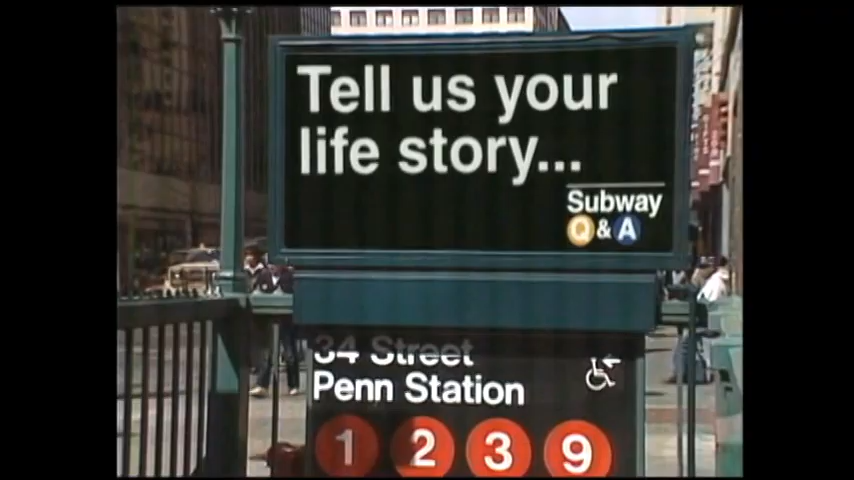 Tell us your
life story...
Subway
Q & A
34 Street
Penn Station
1 2 3 9